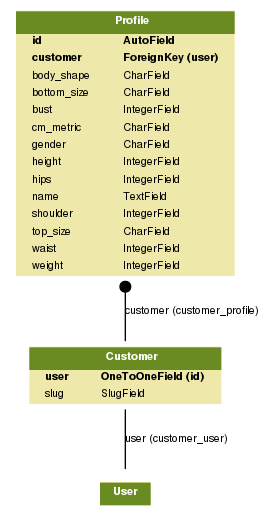 Profile
id AutoField
customer ForeignKey (user)
body_shape CharField
bottom_size CharField
bust IntegerField
cm_metric CharField
gender CharField
height IntegerField
hips IntegerField
name TextField
shoulder IntegerField
top_size CharField
waist IntegerField
weight IntegerField
customer (customer_profile)
Customer
user OneToOneField (id)
slug SlugField
user (customer_user)
User